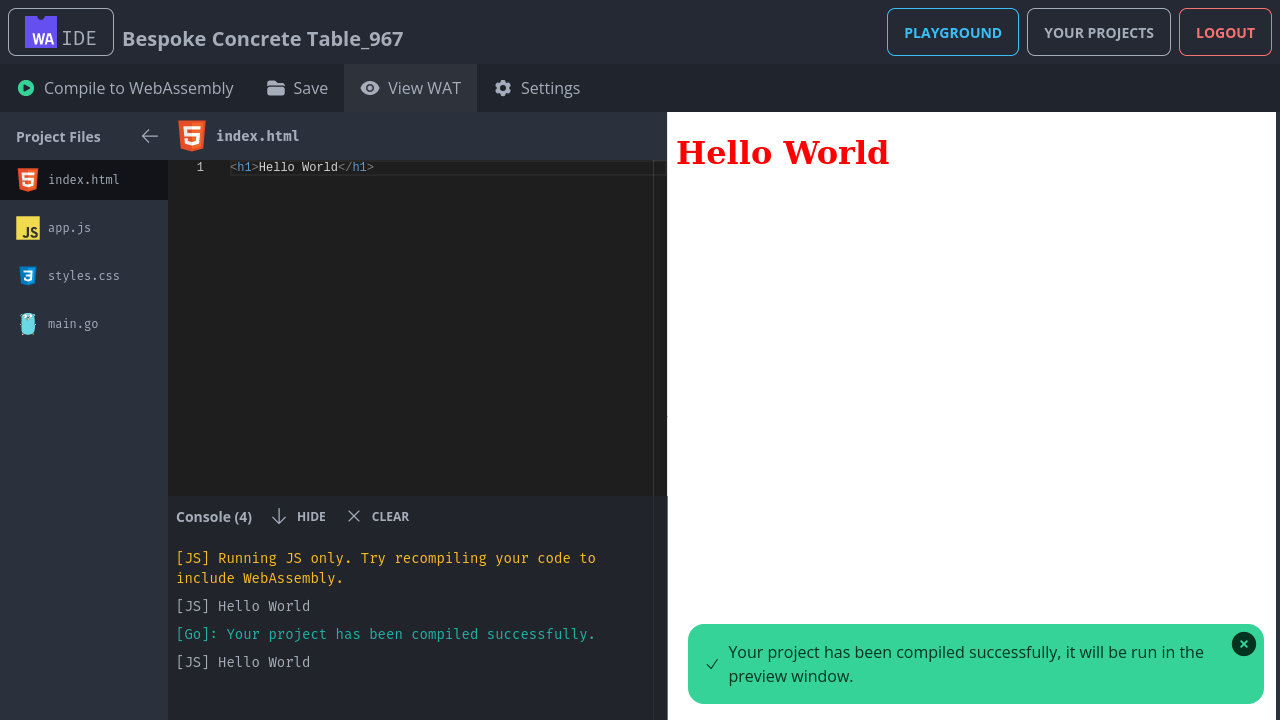 WA IDE
Bespoke Concrete Table_967
PLAYGROUND
YOUR PROJECTS
LOGOUT
Compile to WebAssembly
Save
View WAT
Settings
Project Files
index.html
index.html
app.js
styles.css
main.go
1 <h1>Hello World</h1>
Console (4)
HIDE
CLEAR
[JS] Running JS only. Try recompiling your code to
include WebAssembly.
[JS] Hello World
[Go]: Your project has been compiled successfully.
[JS] Hello World
Hello World
Your project has been compiled successfully, it will be run in the
preview window.